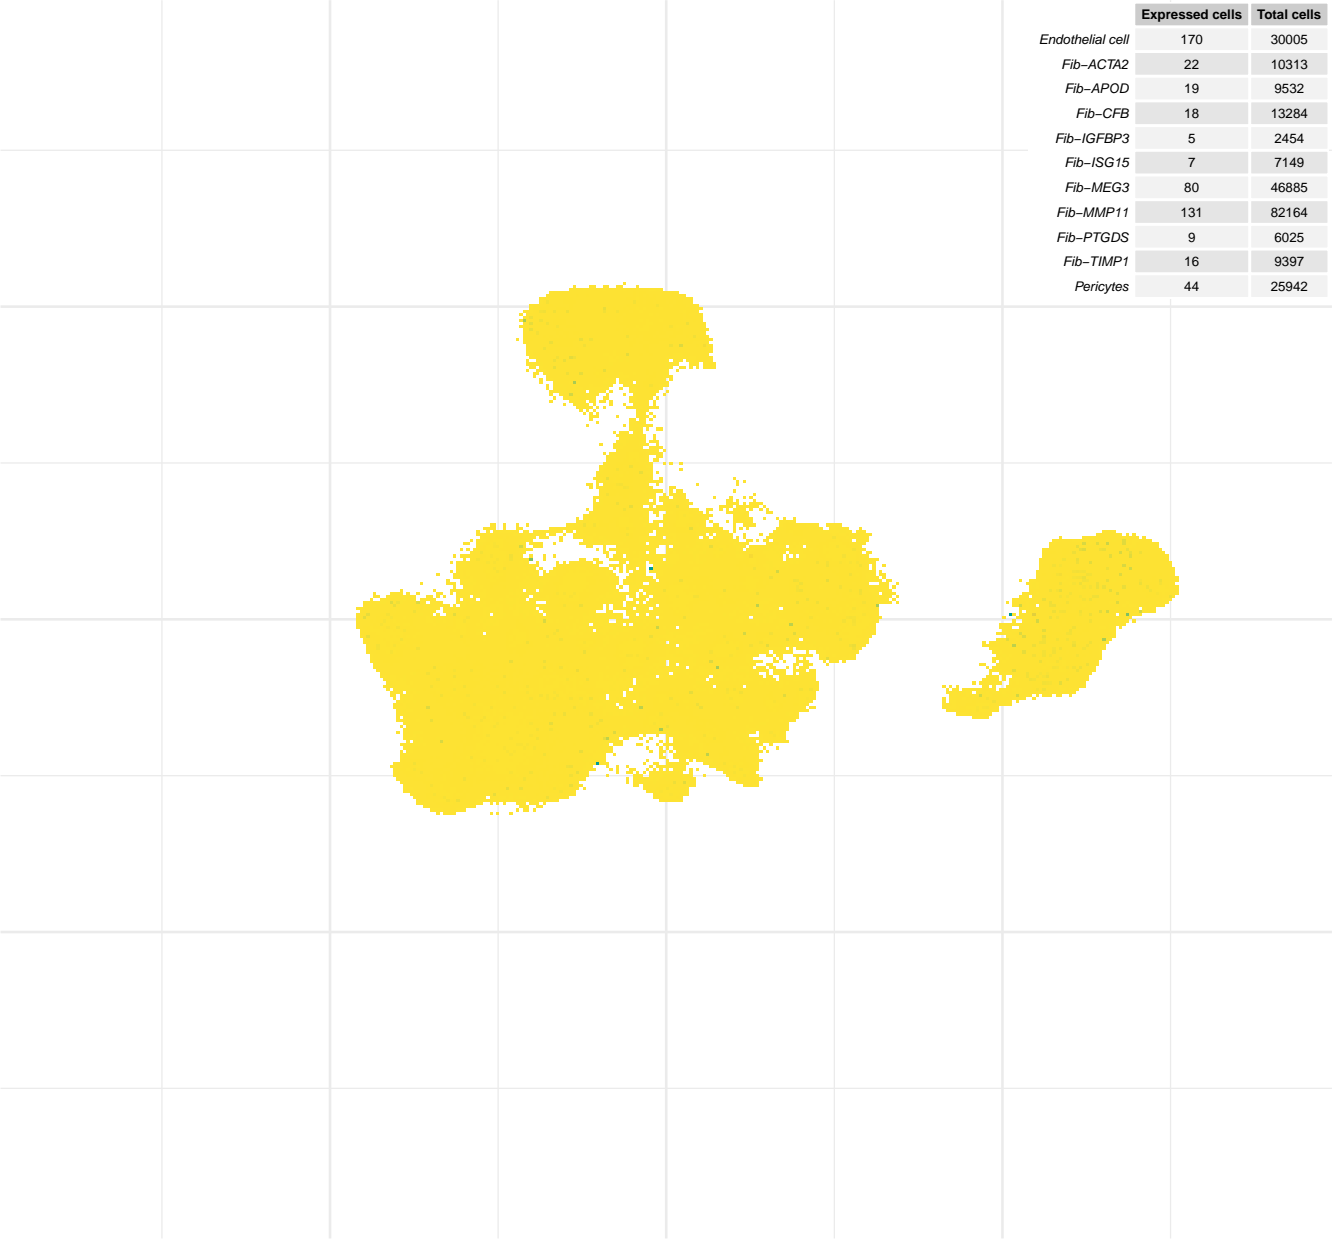 Expressed cells Total cells
Endothelial cell 170 30005
Fib−ACTA2 22 10313
Fib−APOD 19 9532
Fib−CFB 18 13284
Fib−IGFBP3 5 2454
Fib−ISG15 7 7149
Fib−MEG3 80 46885
Fib−MMP11 131 82164
Fib−PTGDS 9 6025
Fib−TIMP1 16 9397
Pericytes 44 25942